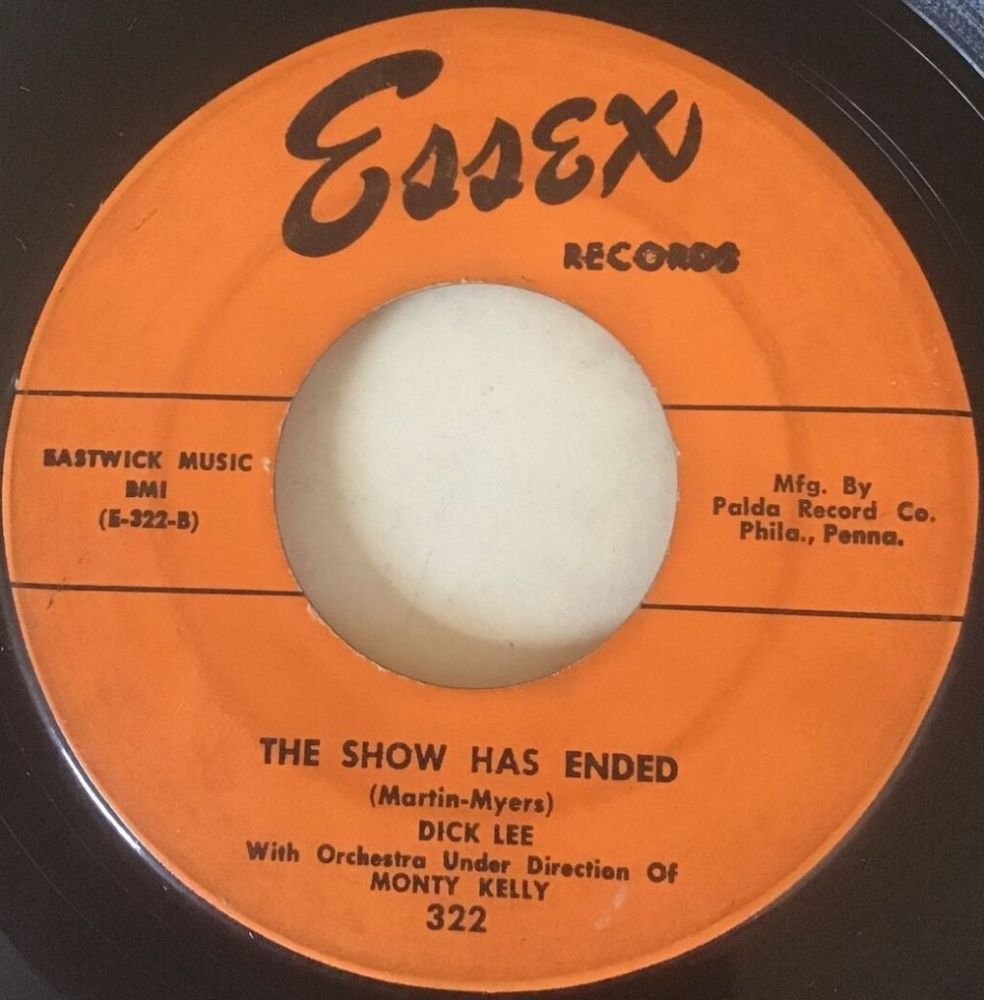 Essex
RECORDS
EASTWICK MUSIC
BMI
(E-322-B)
Mfg. By
Palda Record Co.
Phila., Penna.
THE SHOW HAS ENDED
(Martin-Myers)
DICK LEE
With Orchestra Under Direction Of
MONTY KELLY
322